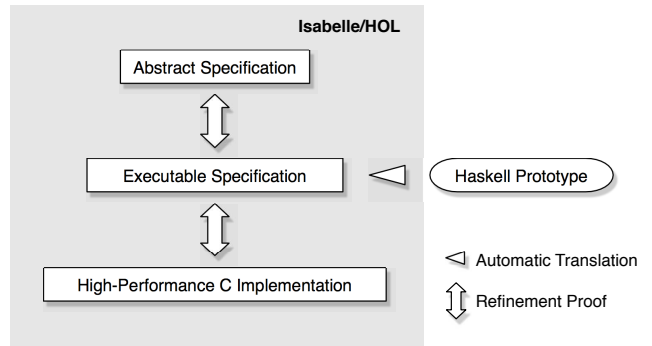 Isabelle/HOL
Abstract Specification
Executable Specification
Haskell Prototype
High-Performance C Implementation
Automatic Translation
Refinement Proof